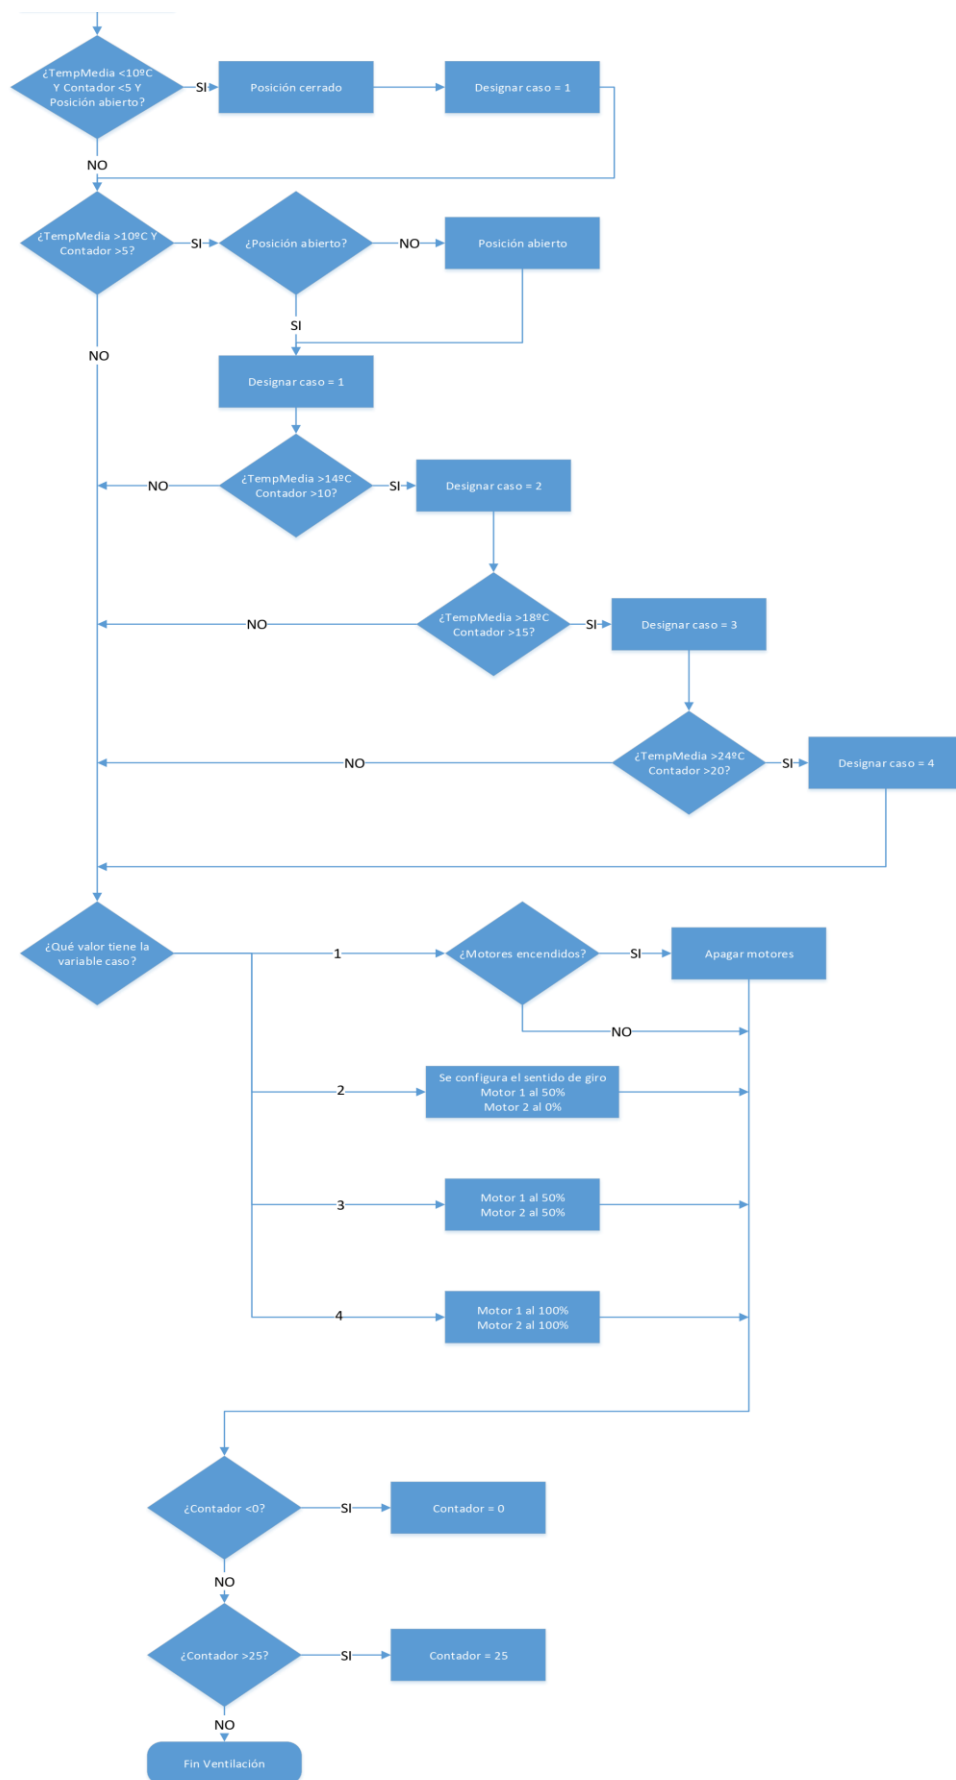 ¿TempMedia <10ºC
Y Contador <5 Y
Posición abierto?
SI
Posición cerrado
Designar caso = 1
NO
¿TempMedia >10ºC Y
Contador >5?
SI
¿Posición abierto?
NO
Posición abierto
SI
NO
Designar caso = 1
¿TempMedia >14ºC
Contador >10?
NO
SI
Designar caso = 2
¿TempMedia >18ºC
Contador >15?
NO
SI
Designar caso = 3
¿TempMedia >24ºC
Contador >20?
NO
SI
Designar caso = 4
¿Qué valor tiene la
variable caso?
1
¿Motores encendidos?
SI
Apagar motores
NO
2
Se configura el sentido de giro
Motor 1 al 50%
Motor 2 al 0%
3
Motor 1 al 50%
Motor 2 al 50%
4
Motor 1 al 100%
Motor 2 al 100%
¿Contador <0?
SI
Contador = 0
NO
¿Contador >25?
SI
Contador = 25
NO
Fin Ventilación